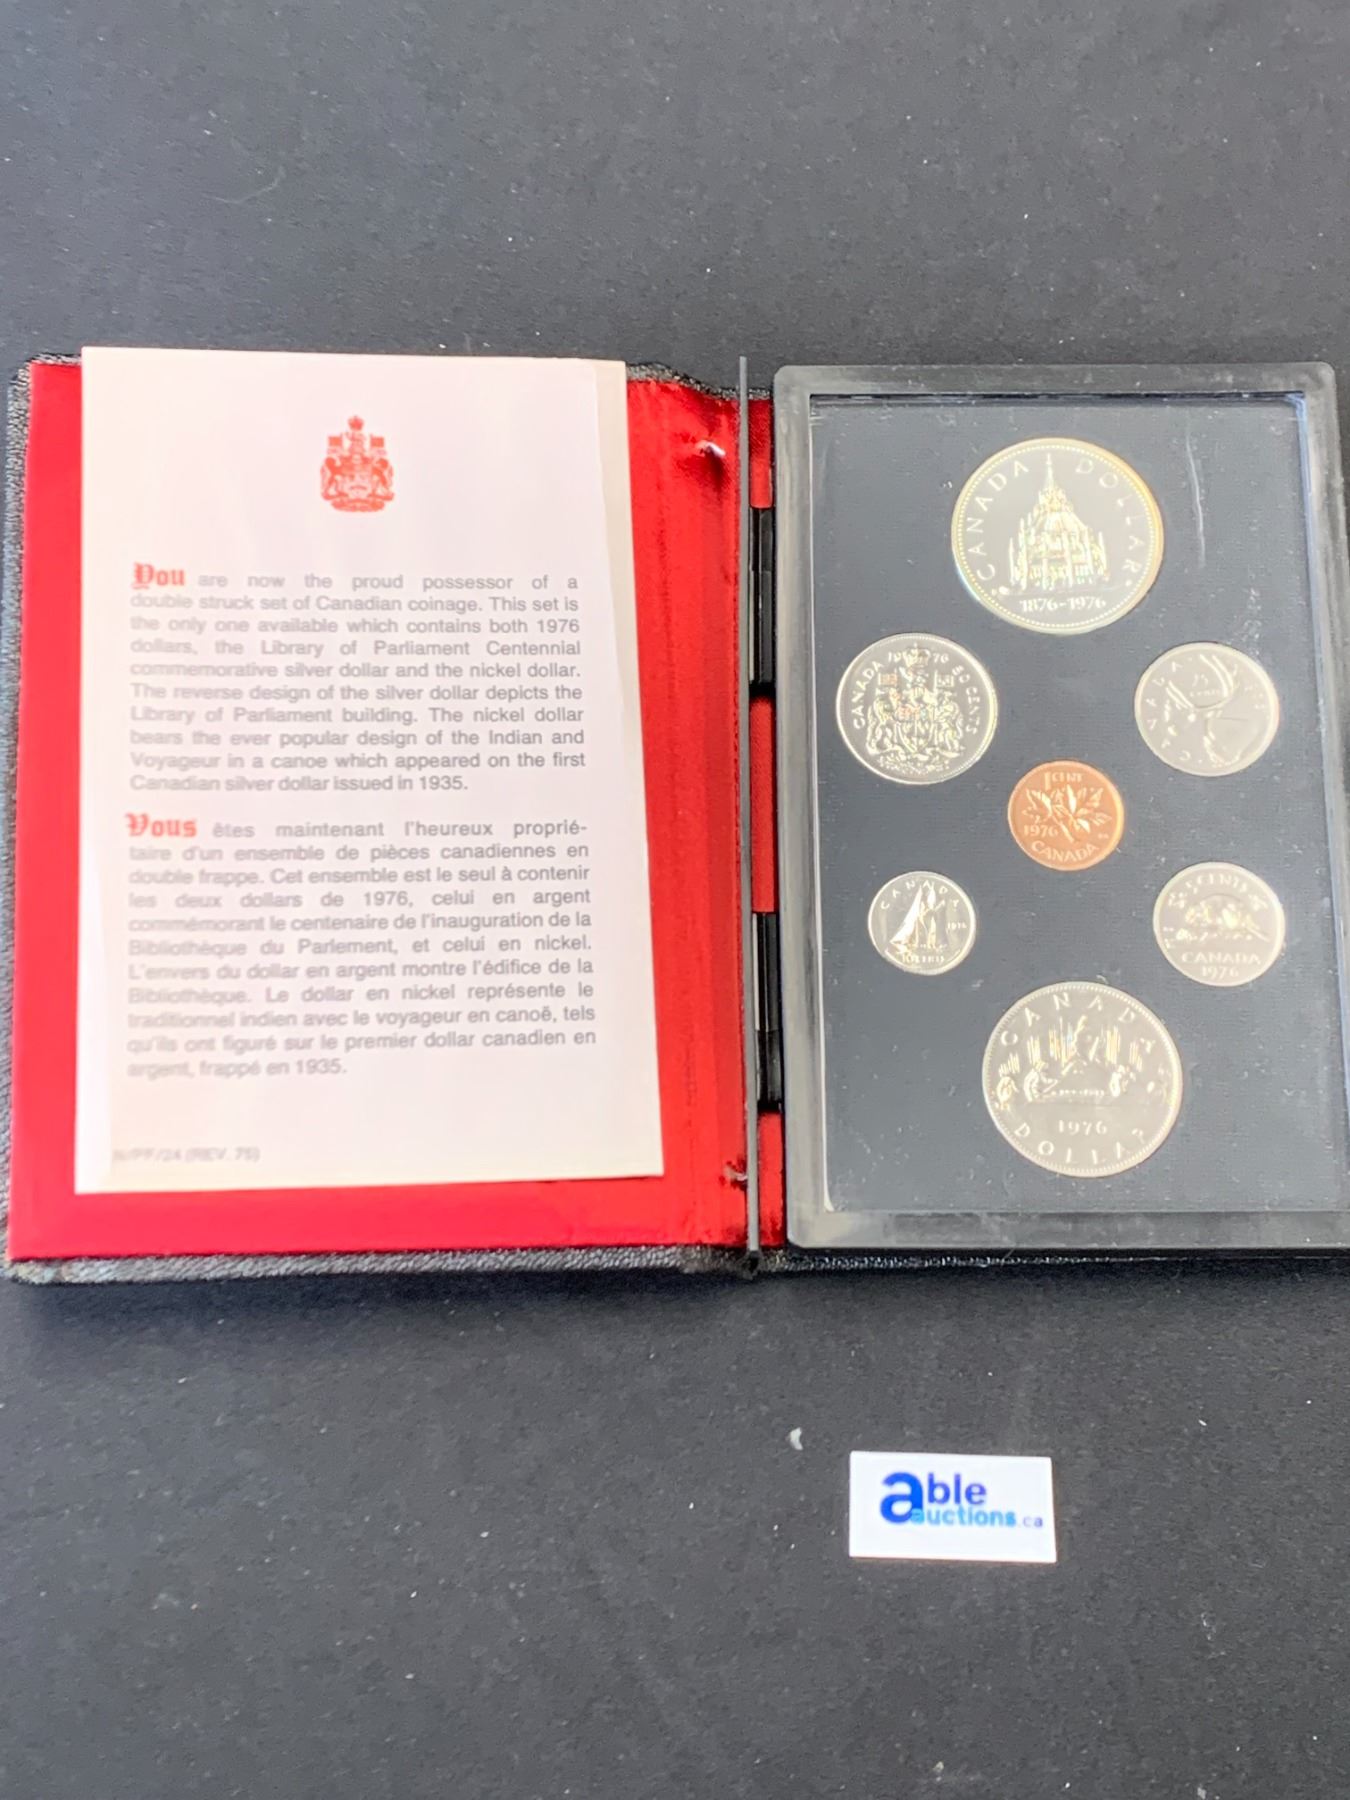 You are now the proud possessor of a
double struck set of Canadian coinage. This set is
the only one available which contains both 1976
dollars, the Library of Parliament Centennial
commemorative silver dollar and the nickel dollar.
The reverse design of the silver dollar depicts the
Library of Parliament building. The nickel dollar
bears the ever popular design of the Indian and
Voyageur in a canoe which appeared on the first
Canadian silver dollar issued in 1935.
Vous êtes maintenant l'heureux proprié-
taire d'un ensemble de pièces canadiennes en
double frappe. Cet ensemble est le seul à contenir
les deux dollars de 1976, celui en argent
commémorant le centenaire de l'inauguration de la
Bibliothèque du Parlement, et celui en nickel.
L'envers du dollar en argent montre l'édifice de la
Bibliothèque. Le dollar en nickel représente le
traditionnel indien avec le voyageur en canoë, tels
qu'ils ont figuré sur le premier dollar canadien en
argent, frappé en 1935.
(REV. 75)
CANADA DOLLAR
1876-1976
CANADA 1976 50 CENTS
CANADA
25
CENTS
1 CENT
1976
CANADA
CANADA
1976
10 CENTS
5 CENTS
CANADA
1976
CANADA
1976
DOLLAR
able
auctions.ca